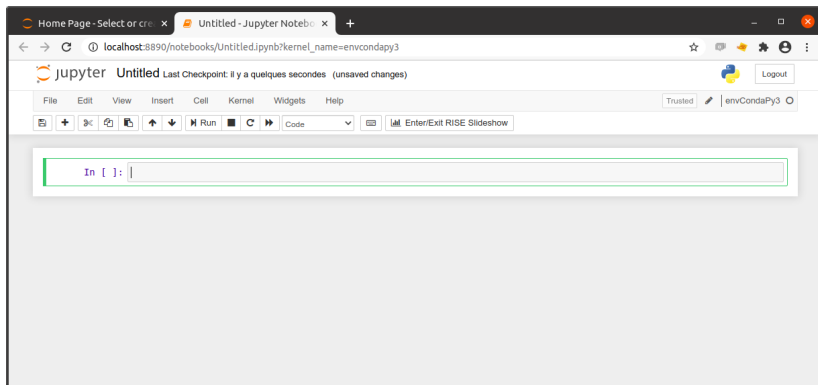 Home Page - Select or cre
Untitled - Jupyter Notebo
localhost:8890/notebooks/Untitled.ipynb?kernel_name=envcondapy3
jupyter Untitled Last Checkpoint: il y a quelques secondes (unsaved changes)
Logout
File Edit View Insert Cell Kernel Widgets Help
Trusted envCondaPy3
Run Code Enter/Exit RISE Slideshow
In [ ]: